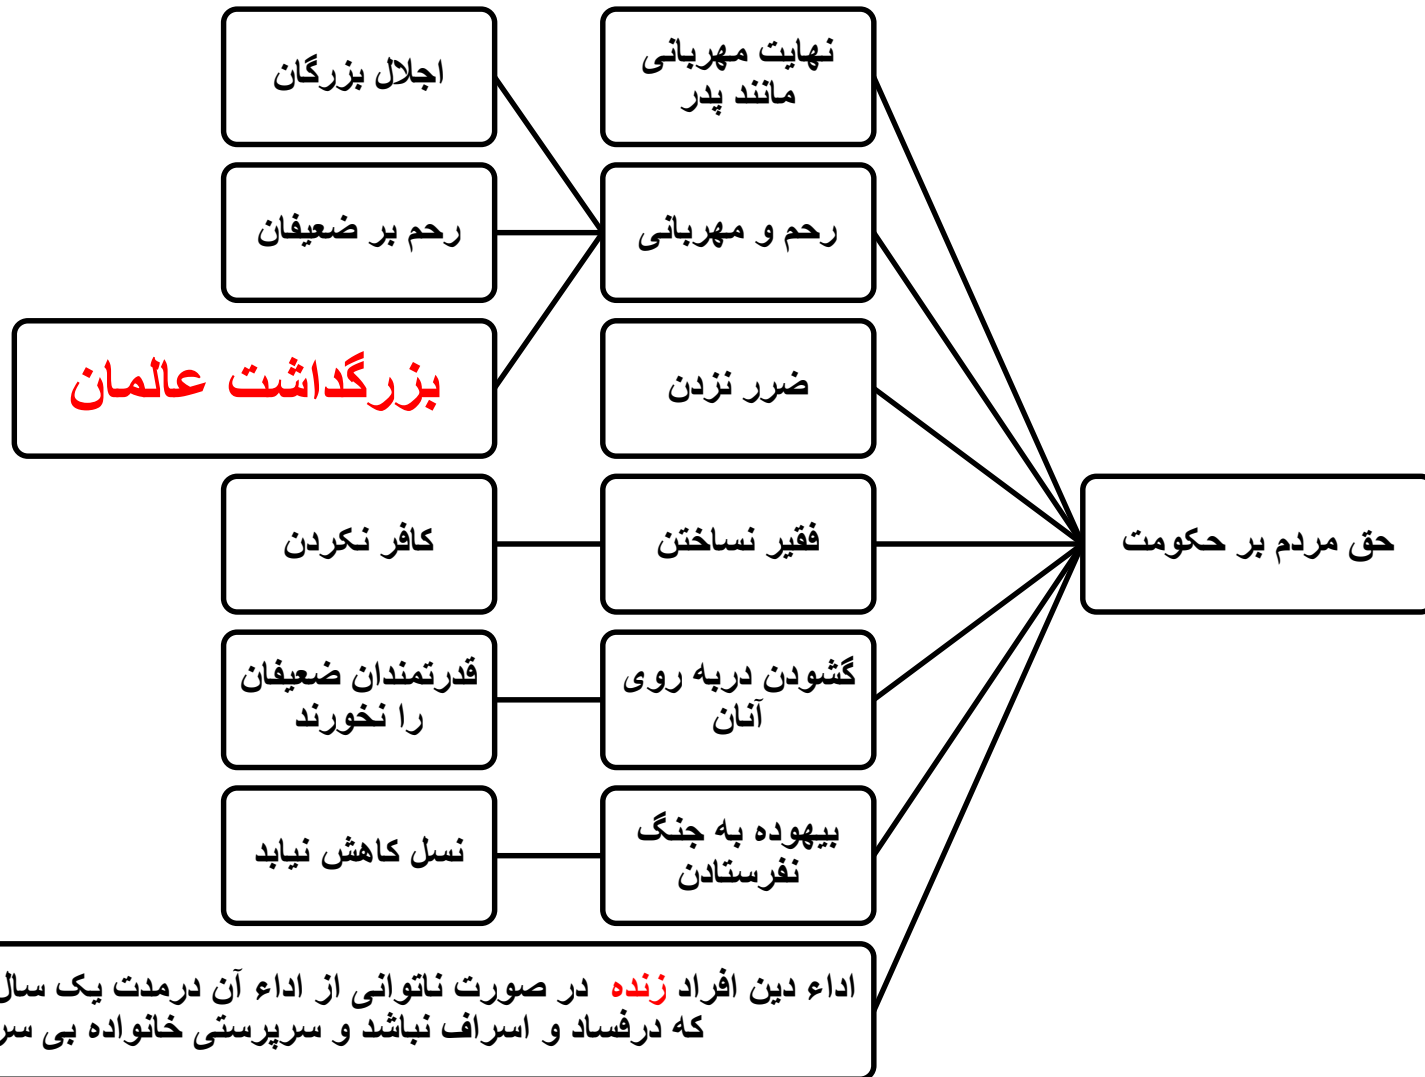 حق مردم بر حکومت
نهایت مهربانی
مانند پدر
رحم و مهربانی
اجلال بزرگان
رحم بر ضعیفان
بزرگداشت عالمان
ضرر نزدن
فقیر نساختن
کافر نکردن
گشودن دربه روی
آنان
قدرتمندان ضعیفان
را نخورند
بیهوده به جنگ
نفرستادن
نسل کاهش نیابد
اداء دین افراد زنده در صورت ناتوانی از اداء آن درمدت یک سال
که درفساد و اسراف نباشد و سرپرستی خانواده بی